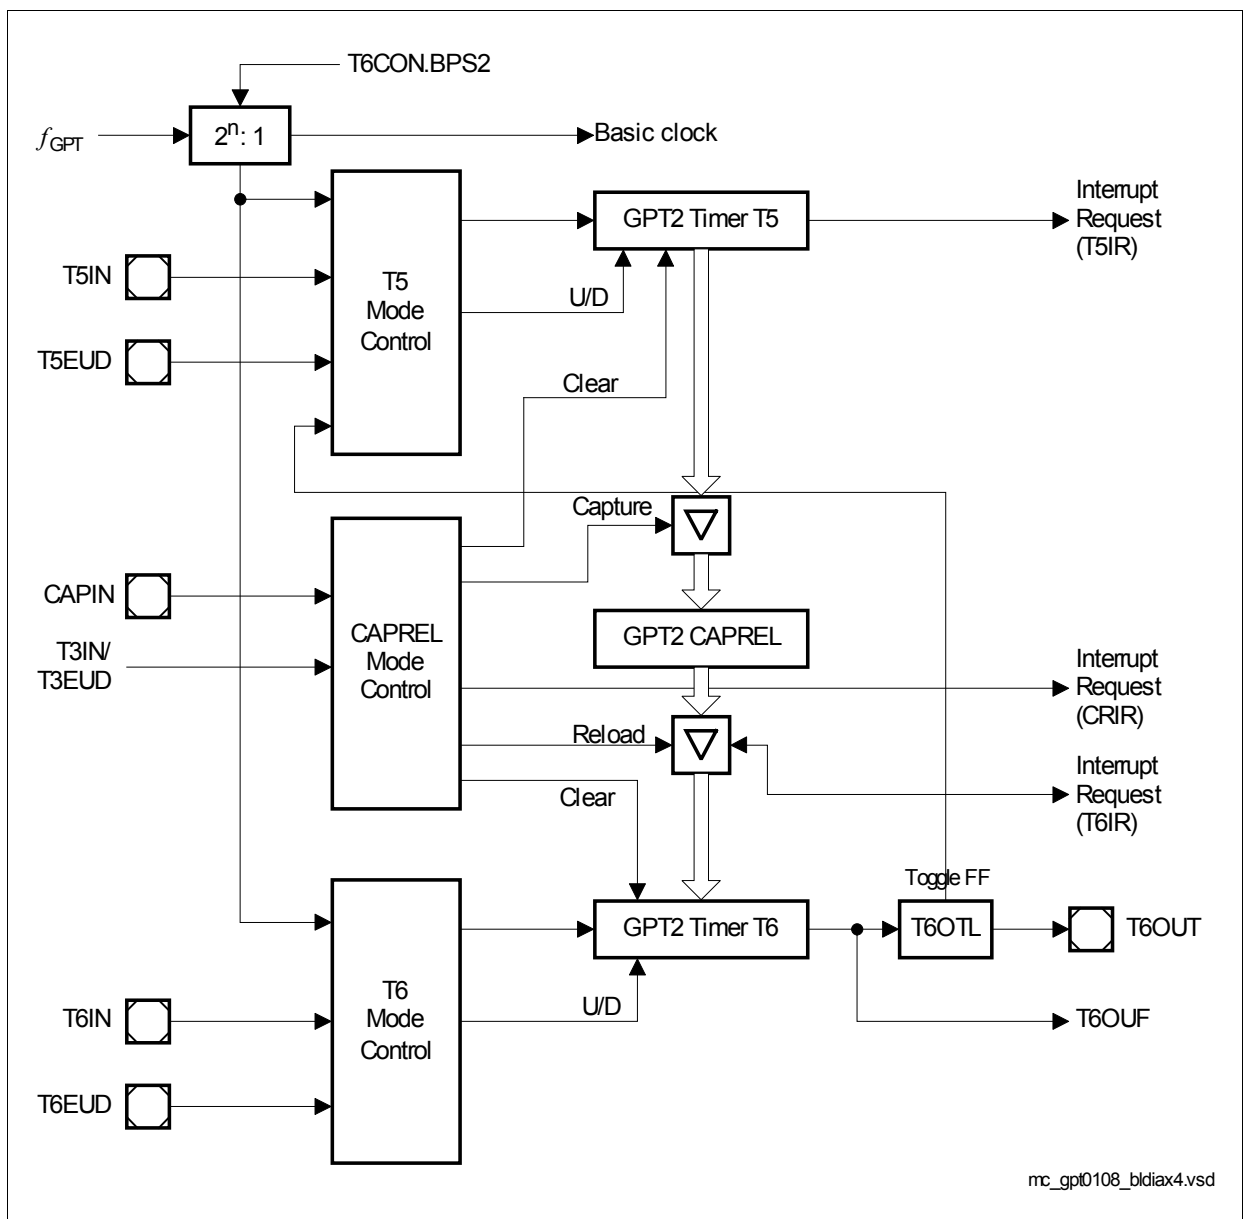 T6CON.BPS2
fGPT
2n: 1
Basic clock
T5IN
T5EUD
T5
Mode
Control
GPT2 Timer T5
U/D
Clear
Interrupt
Request
(T5IR)
Capture
CAPIN
T3IN/
T3EUD
CAPREL
Mode
Control
GPT2 CAPREL
Interrupt
Request
(CRIR)
Reload
Clear
Interrupt
Request
(T6IR)
Toggle FF
T6IN
T6EUD
T6
Mode
Control
GPT2 Timer T6
U/D
T6OTL
T6OUT
T6OUF
mc_gpt0108_bldiax4.vsd